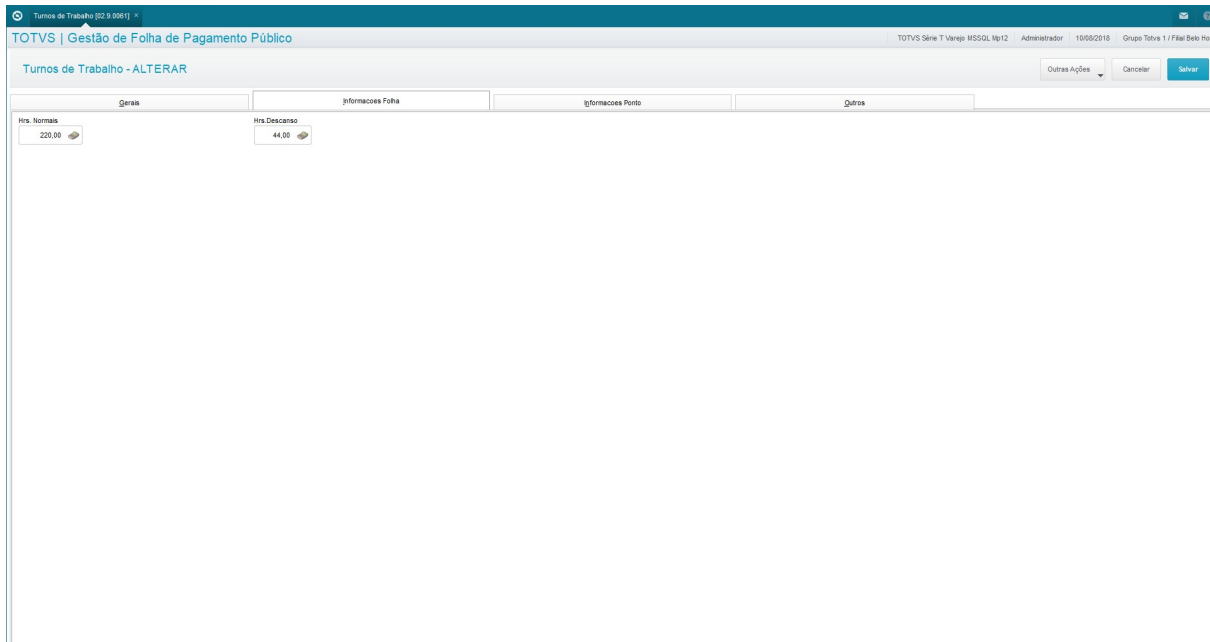 Turnos de Trabalho [02.9.0061] ×
TOTVS | Gestão de Folha de Pagamento Público
TOTVS Série T Varejo MSSQL Mp12 Administrador 10/08/2018 Grupo Totvs 1 / Filial Belo Ho
Turnos de Trabalho - ALTERAR
Outras Ações Cancelar Salvar
Gerais Informacoes Folha Informacoes Ponto Outros
Hrs. Normais Hrs.Descanso
220,00 44,00